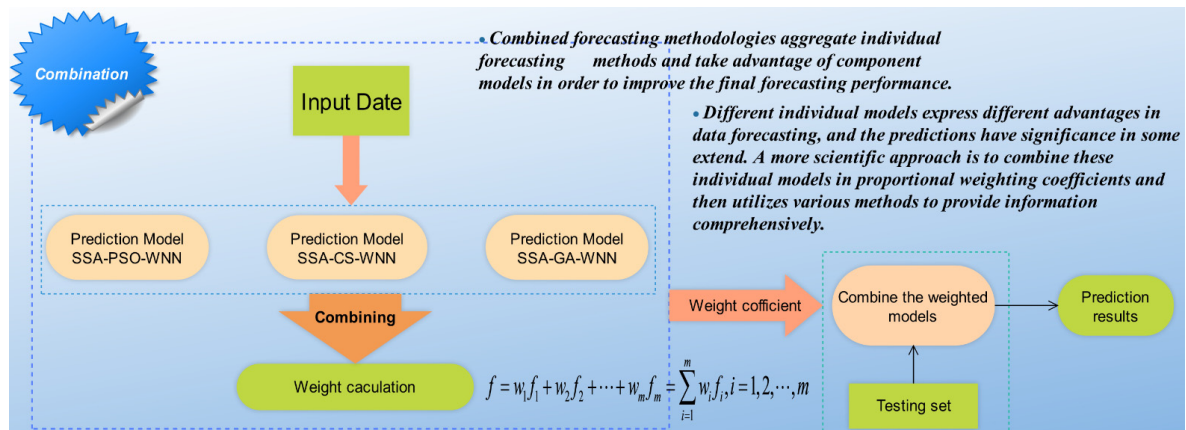 Combination
• Combined forecasting methodologies aggregate individual
forecasting methods and take advantage of component
models in order to improve the final forecasting performance.
Input Date
• Different individual models express different advantages in
data forecasting, and the predictions have significance in some
extend. A more scientific approach is to combine these
individual models in proportional weighting coefficients and
then utilizes various methods to provide information
comprehensively.
Prediction Model
SSA-PSO-WNN
Prediction Model
SSA-CS-WNN
Prediction Model
SSA-GA-WNN
Combining
Weight cofficient
Combine the weighted
models
Prediction
results
Weight caculation
f = w₁f₁ + w₂f₂ + ⋯ + wₘfₘ = ∑ᵢ₌₁ᵐ wᵢfᵢ, i = 1, 2, ⋯, m
Testing set